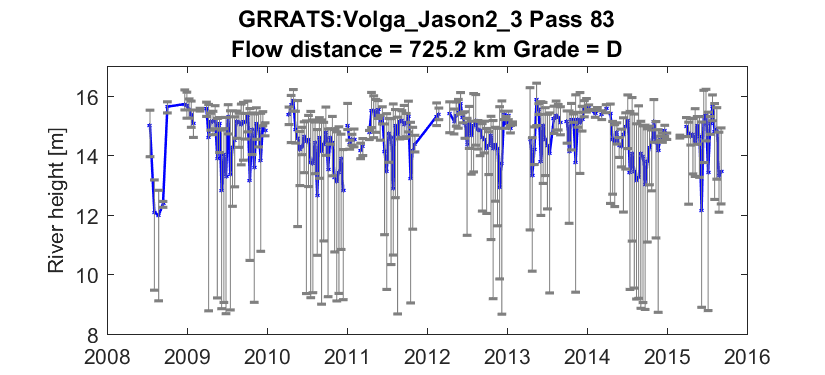 GRRATS:Volga_Jason2_3 Pass 83
Flow distance = 725.2 km Grade = D
River height [m]
16
14
12
10
8
2008 2009 2010 2011 2012 2013 2014 2015 2016